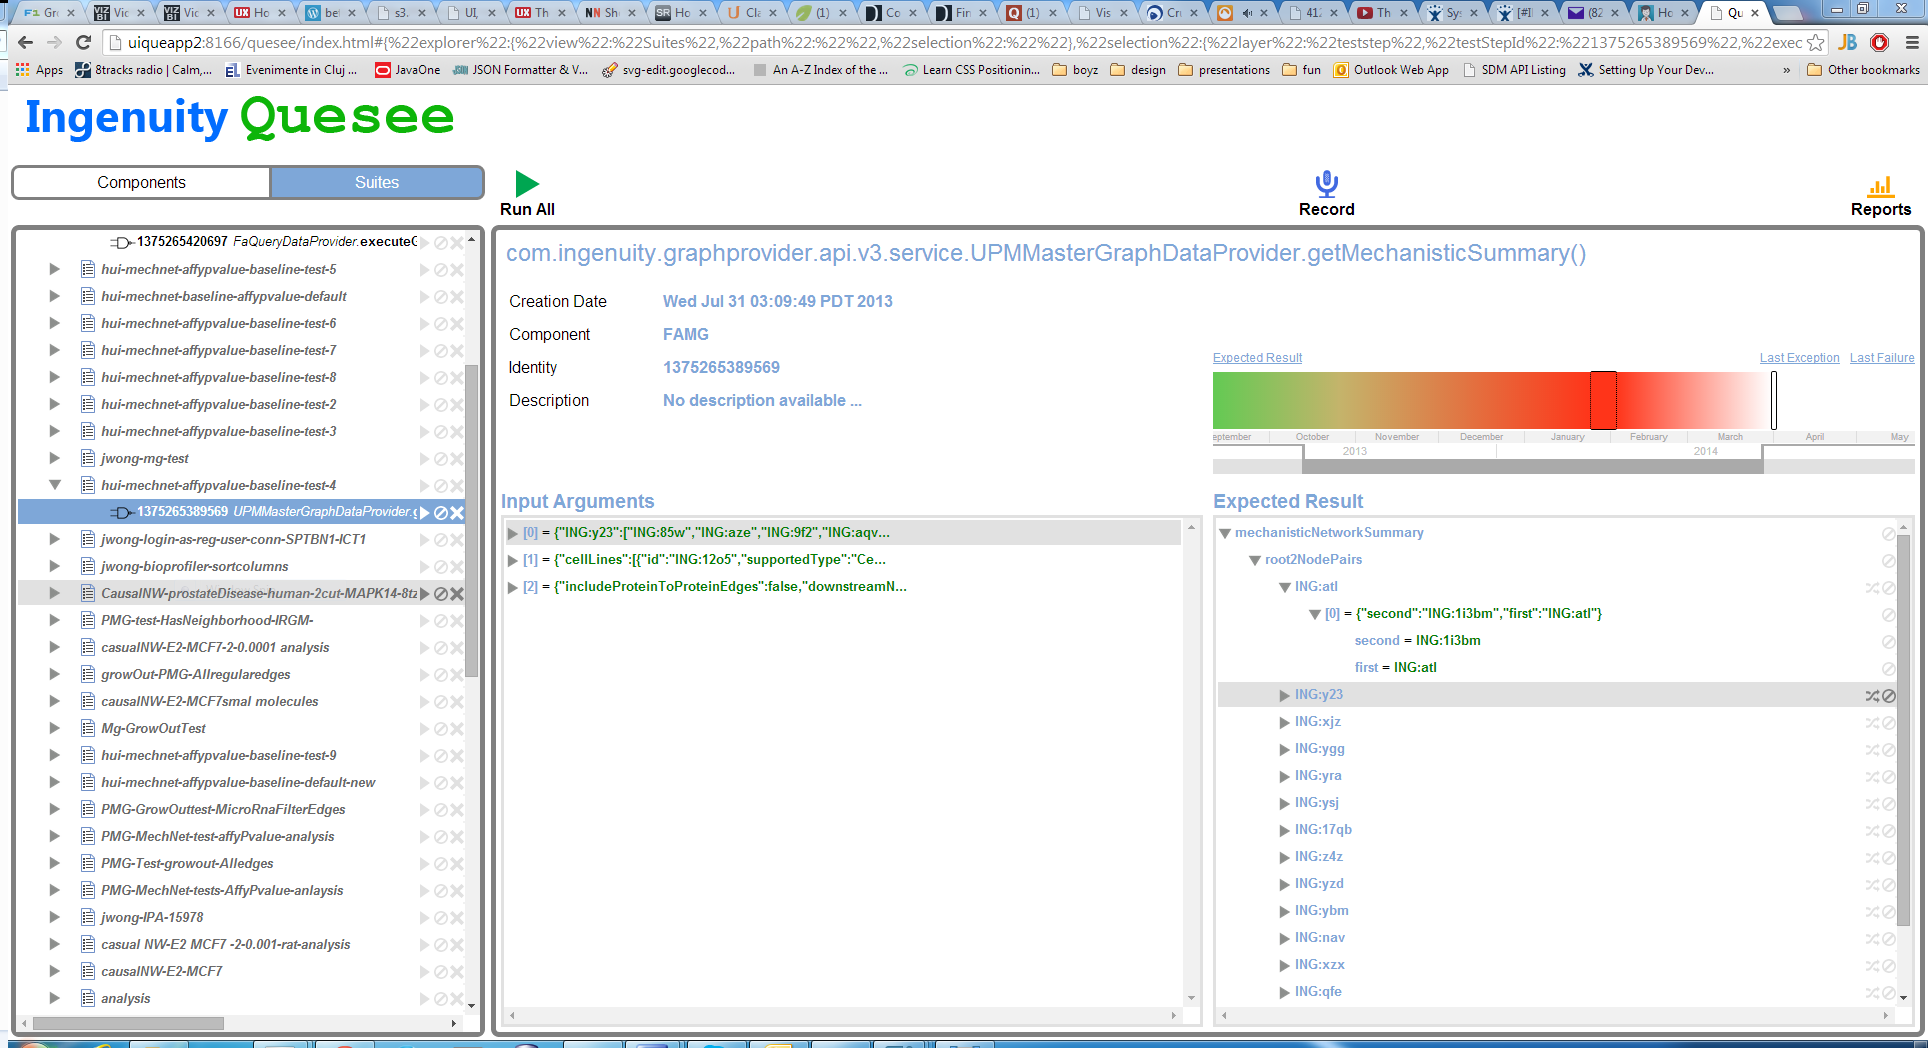 F1 Gr
VIZ BI Vi
VIZ BI Vi
UX Ho
be
s3.
UI,
UX Th
NN Sh
SR Ho
U Cla
(1)
Co
Fir
Q (1)
Vis
Cru
412
Th
Sys
[#II
(82
Ho
Qu
uiqueapp2:8166/quesee/index.html#{%22explorer%22:{%22view%22:%22Suites%22,%22path%22:%22%22,%22selection%22:%22%22},%22selection%22:{%22layer%22:%22teststep%22,%22testStepId%22:%221375265389569%22,%22exec
Apps
8tracks radio | Calm,...
Evenimente in Cluj ...
JavaOne
JSON Formatter & V...
svg-edit.googlecod...
An A-Z Index of the ...
Learn CSS Positionin...
boyz
design
presentations
fun
Outlook Web App
SDM API Listing
Setting Up Your Dev...
»
Other bookmarks
Ingenuity Quesee
Components
Suites
Run All
Record
Reports
1375265420697 FaQueryDataProvider.execute
hui-mechnet-affypvalue-baseline-test-5
hui-mechnet-baseline-affypvalue-default
hui-mechnet-affypvalue-baseline-test-6
hui-mechnet-affypvalue-baseline-test-7
hui-mechnet-affypvalue-baseline-test-8
hui-mechnet-affypvalue-baseline-test-2
hui-mechnet-affypvalue-baseline-test-3
jwong-mg-test
hui-mechnet-affypvalue-baseline-test-4
1375265389569 UPMMasterGraphDataProvider.g
jwong-login-as-reg-user-conn-SPTBN1-ICT1
jwong-bioprofiler-sortcolumns
CausalNW-prostateDisease-human-2cut-MAPK14-8tz
PMG-test-HasNeighborhood-IRGM-
casualNW-E2-MCF7-2-0.0001 analysis
growOut-PMG-Allregularedges
causalNW-E2-MCF7smal molecules
Mg-GrowOutTest
hui-mechnet-affypvalue-baseline-test-9
hui-mechnet-affypvalue-baseline-default-new
PMG-GrowOuttest-MicroRnaFilterEdges
PMG-MechNet-test-affyPvalue-analysis
PMG-Test-growout-Alledges
PMG-MechNet-tests-AffyPvalue-anlaysis
jwong-IPA-15978
casual NW-E2 MCF7 -2-0.001-rat-analysis
causalNW-E2-MCF7
analysis
com.ingenuity.graphprovider.api.v3.service.UPMMasterGraphDataProvider.getMechanisticSummary()
Creation Date
Wed Jul 31 03:09:49 PDT 2013
Component
FAMG
Identity
1375265389569
Description
No description available ...
Expected Result
Last Exception
Last Failure
eptember
October
November
December
January
February
March
April
May
2013
2014
Input Arguments
[0] = {"ING:y23":["ING:85w","ING:aze","ING:9f2","ING:aqv...
[1] = {"cellLines":[{"id":"ING:12o5","supportedType":"Ce...
[2] = {"includeProteinToProteinEdges":false,"downstreamN...
Expected Result
mechanisticNetworkSummary
root2NodePairs
ING:atl
[0] = {"second":"ING:1i3bm","first":"ING:atl"}
second = ING:1i3bm
first = ING:atl
ING:y23
ING:xjz
ING:ygg
ING:yra
ING:ysj
ING:17qb
ING:z4z
ING:yzd
ING:ybm
ING:nav
ING:xzx
ING:qfe